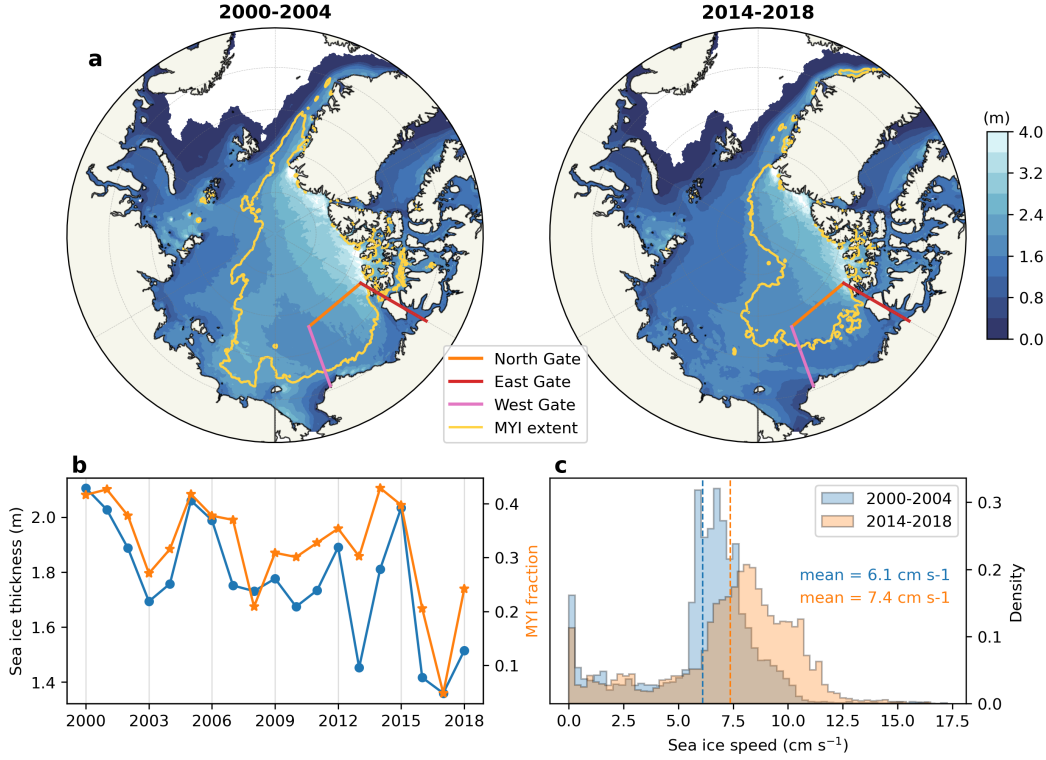 2000-2004
2014-2018
a
(m)
4.0
3.2
2.4
1.6
0.8
0.0
North Gate
East Gate
West Gate
MYI extent
b
Sea ice thickness (m)
2.0
1.8
1.6
1.4
2000 2003 2006 2009 2012 2015 2018
0.4
0.3
0.2
0.1
MYI fraction
c
2000-2004
2014-2018
mean = 6.1 cm s-1
mean = 7.4 cm s-1
0.3
0.2
0.1
0.0
Density
0.0 2.5 5.0 7.5 10.0 12.5 15.0 17.5
Sea ice speed (cm s⁻¹)